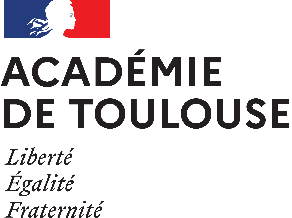 ACADÉMIE
DE TOULOUSE
Liberté
Égalité
Fraternité